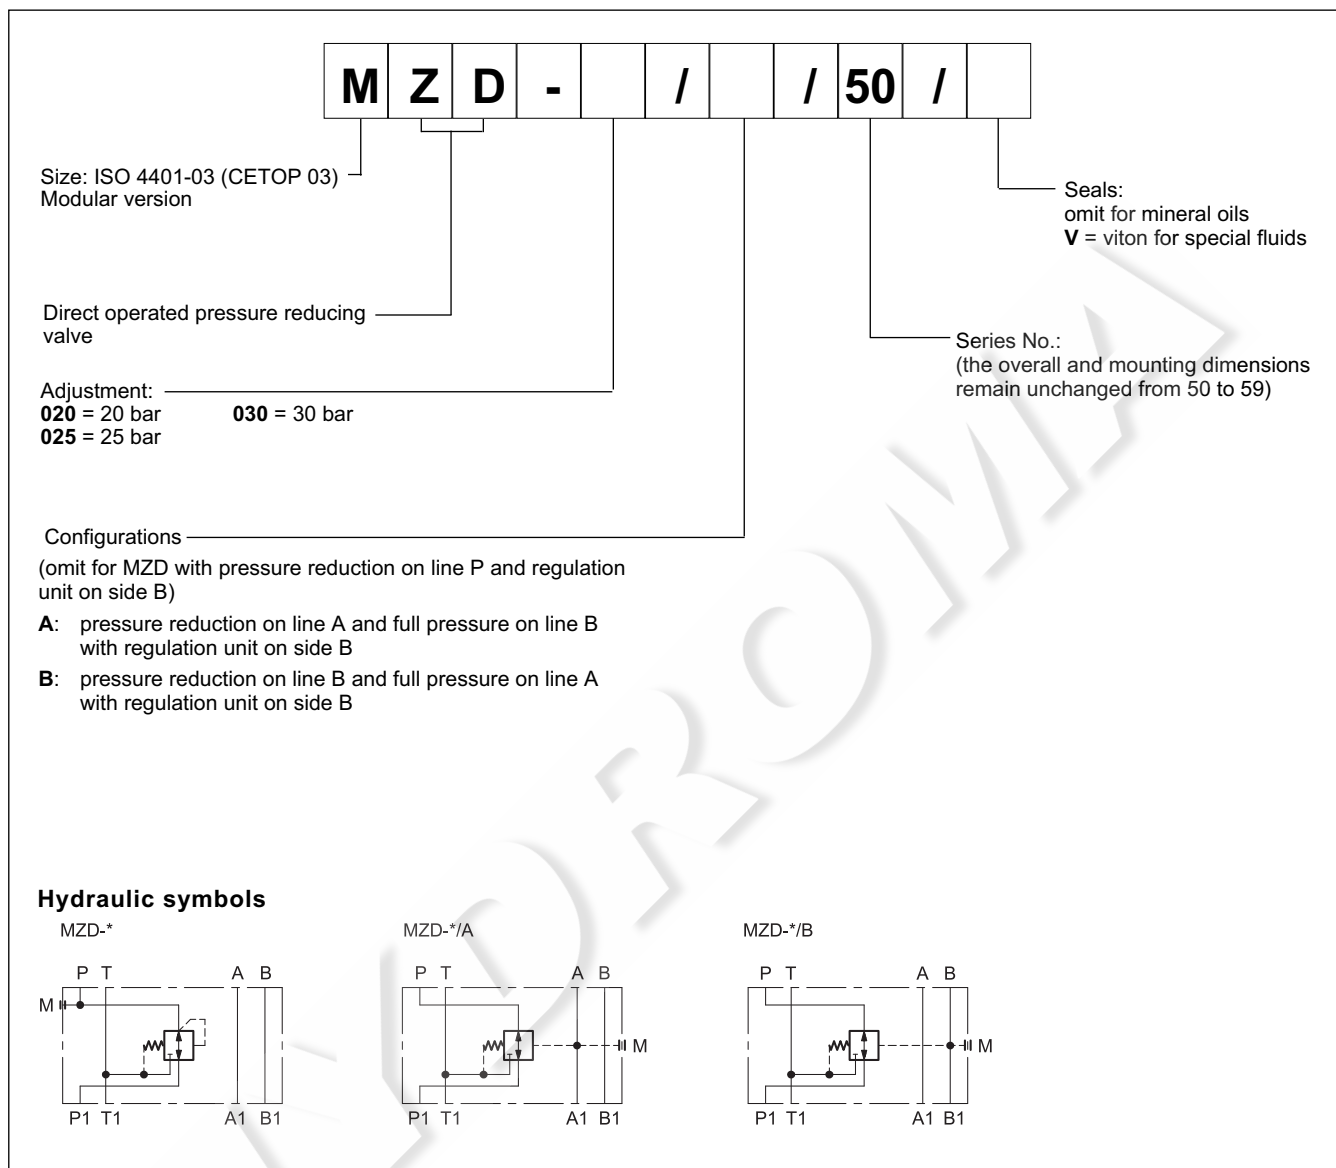 M Z D - / / 50 /
Size: ISO 4401-03 (CETOP 03)
Modular version
Seals:
omit for mineral oils
V = viton for special fluids
Direct operated pressure reducing
valve
Series No.:
(the overall and mounting dimensions
remain unchanged from 50 to 59)
Adjustment:
020 = 20 bar 030 = 30 bar
025 = 25 bar
Configurations
(omit for MZD with pressure reduction on line P and regulation
unit on side B)
A: pressure reduction on line A and full pressure on line B
with regulation unit on side B
B: pressure reduction on line B and full pressure on line A
with regulation unit on side B
YDROMA
Hydraulic symbols
MZD-* MZD-*/A MZD-*/B
P T A B P T A B P T A B
M M M
P1 T1 A1 B1 P1 T1 A1 B1 P1 T1 A1 B1